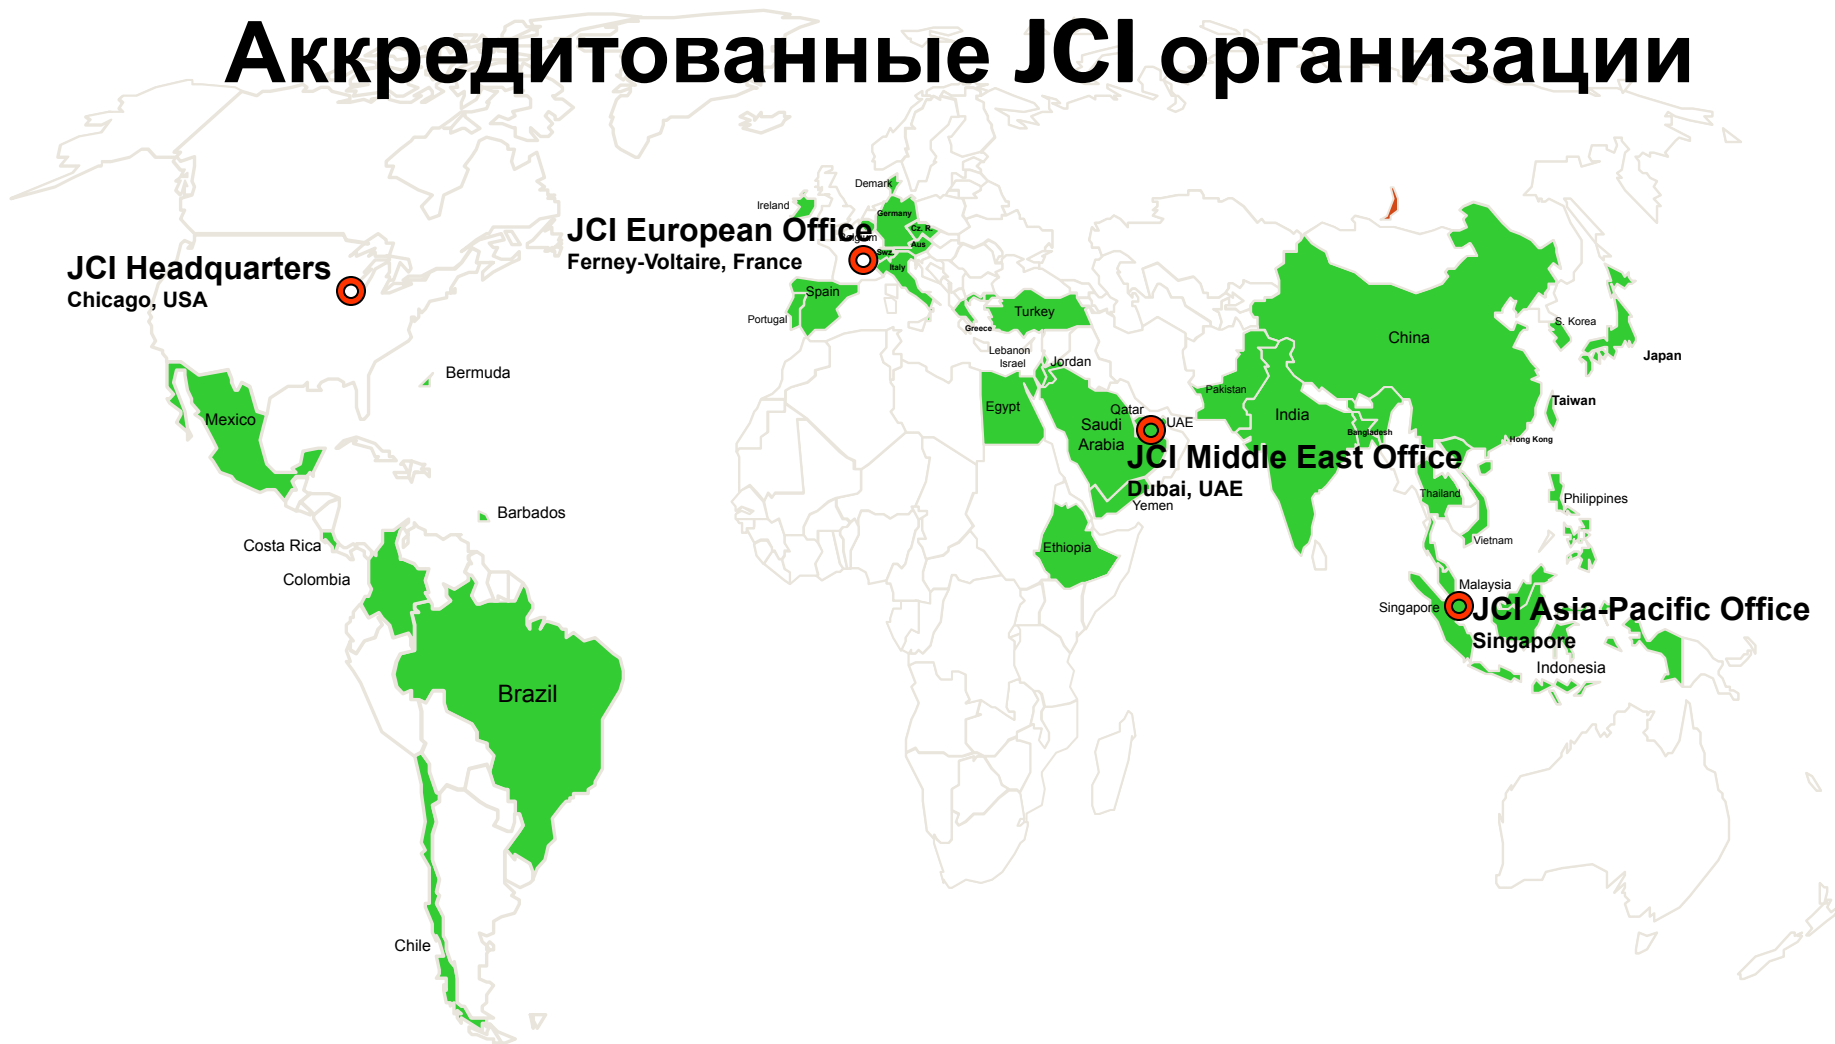 Аккредитованные JCI организации
Demark
Ireland
Germany
JCI European Office
Cz. R.
Belgium
Aus
Swz.
Ferney-Voltaire, France
Italy
JCI Headquarters
Chicago, USA
Spain
Portugal
Turkey
Greece
S. Korea
China
Japan
Lebanon
Israel
Jordan
Bermuda
Pakistan
Taiwan
Mexico
Egypt
Qatar
UAE
Saudi
Arabia
India
Bangladesh
Hong Kong
JCI Middle East Office
Dubai, UAE
Yemen
Thailand
Philippines
Barbados
Costa Rica
Vietnam
Ethiopia
Colombia
Malaysia
Singapore
JCI Asia-Pacific Office
Singapore
Indonesia
Brazil
Chile